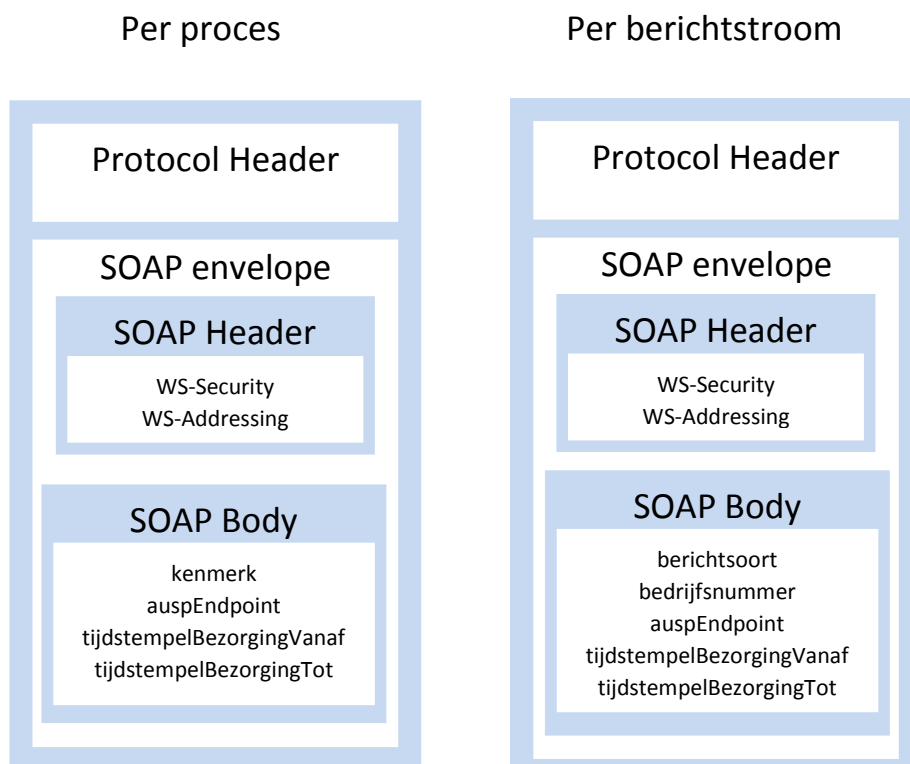 Per proces
Protocol Header
SOAP envelope
SOAP Header
WS-Security
WS-Addressing
SOAP Body
kenmerk
auspEndpoint
tijdstempelBezorgingVanaf
tijdstempelBezorgingTot
Per berichtstroom
Protocol Header
SOAP envelope
SOAP Header
WS-Security
WS-Addressing
SOAP Body
berichtsoort
bedrijfsnummer
auspEndpoint
tijdstempelBezorgingVanaf
tijdstempelBezorgingTot